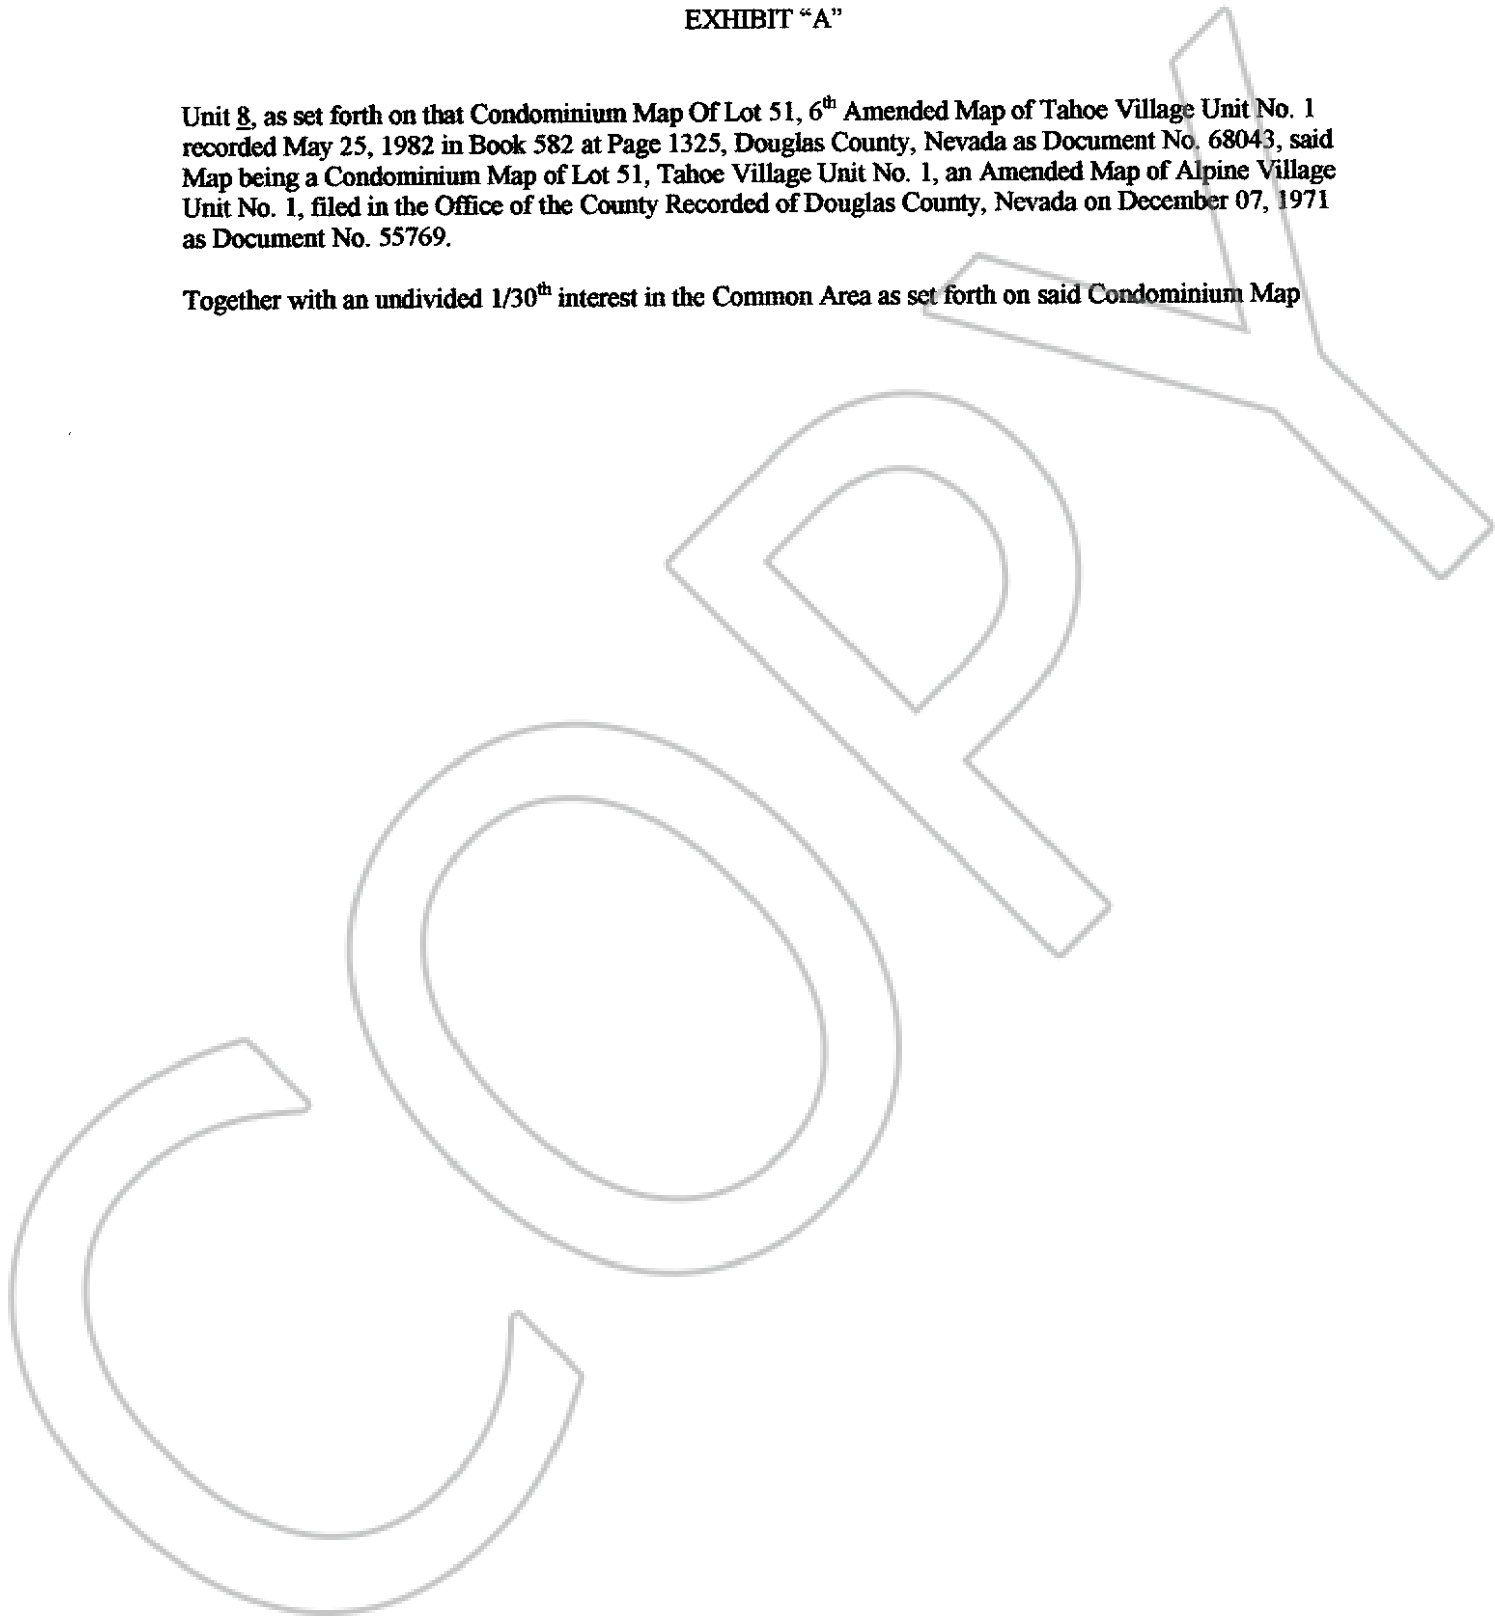 EXHIBIT “A”
Unit 8, as set forth on that Condominium Map Of Lot 51, 6th Amended Map of Tahoe Village Unit No. 1
recorded May 25, 1982 in Book 582 at Page 1325, Douglas County, Nevada as Document No. 68043, said
Map being a Condominium Map of Lot 51, Tahoe Village Unit No. 1, an Amended Map of Alpine Village
Unit No. 1, filed in the Office of the County Recorded of Douglas County, Nevada on December 07, 1971
as Document No. 55769.
Together with an undivided 1/30th interest in the Common Area as set forth on said Condominium Map
COPY